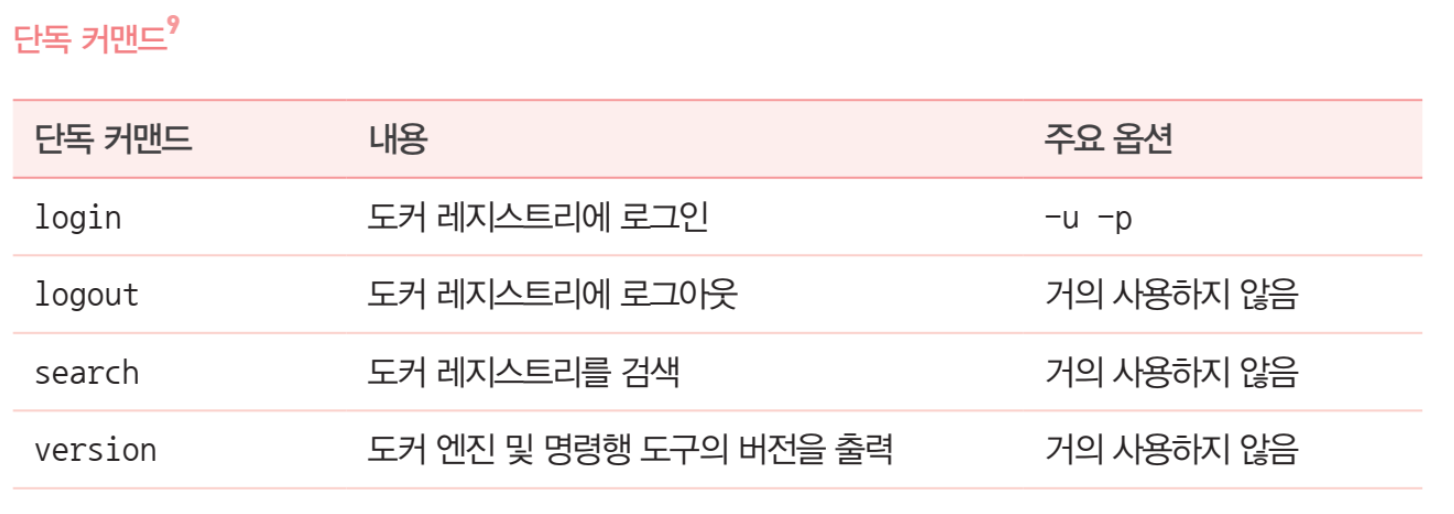 단독 커맨드9
단독 커맨드 내용 주요 옵션
login 도커 레지스트리에 로그인 -u -p
logout 도커 레지스트리에 로그아웃 거의 사용하지 않음
search 도커 레지스트리를 검색 거의 사용하지 않음
version 도커 엔진 및 명령행 도구의 버전을 출력 거의 사용하지 않음